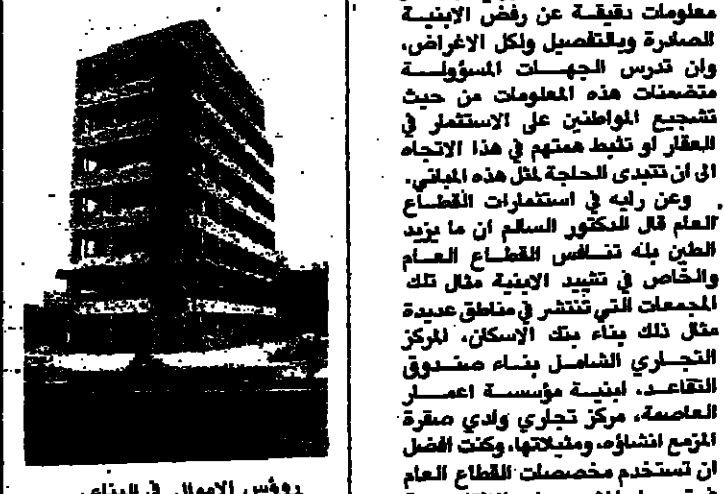 معلومات دقيقة عن رفض الابنية
الصادرة وبالتفصيل ولكل الاغراض،
وان تدرس الجهات المسؤولة
متضمنات هذه المعلومات من حيث
تشجيع المواطنين على الاستثمار في
العقار او تثبط همتهم في هذا الاتجاه
الى ان تتبدى الحاجة لمثل هذه المباني.
وعن رايه في استثمارات القطاع
العام قال الدكتور السالم ان ما يزيد
الطين بله تنافس القطاع العام
والخاص في تشييد الابنية مثال تلك
المجمعات التي تنتشر في مناطق عديدة
مثال ذلك بناء بنك الاسكان، المركز
التجاري الشامل بناء صندوق
التقاعد، ابنية مؤسسة اعمار
العاصمة، مركز تجاري وادي صقرة
المزمع انشاؤه، ومثيلاتها، وكنت افضل
ان تستخدم مخصصات القطاع العام
رؤوس الاموال في البناء